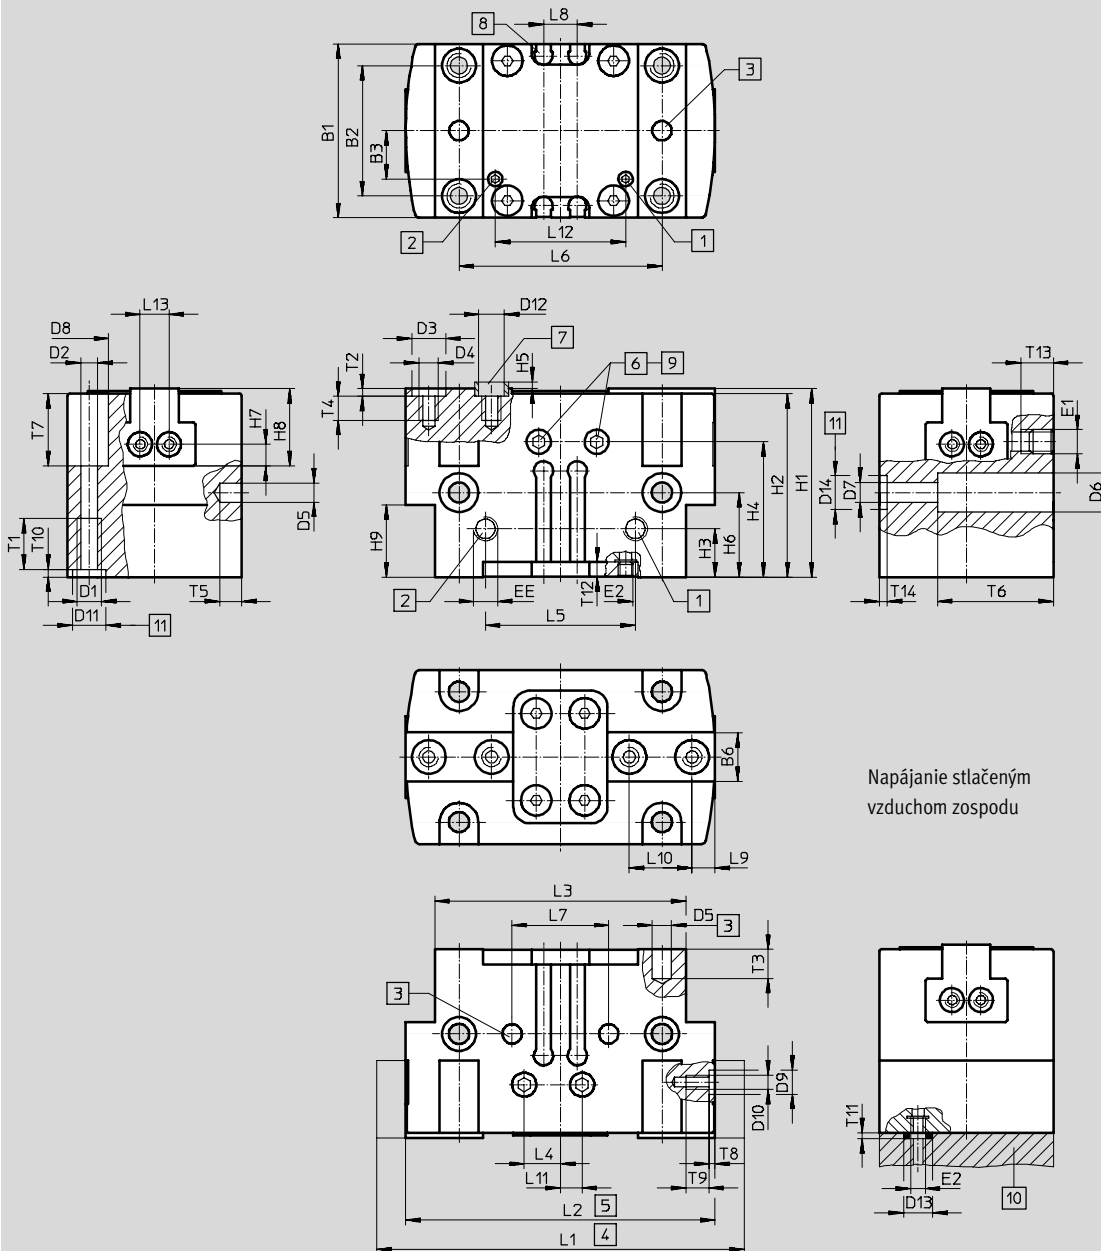 8
L8
3
B1
B2
B3
2
L12
1
L6
L13
D8
D2
D3
D12
7
T2
D4
H5
6
9
T4
T13
E1
T7
H7
H8
11
D14
D7
D6
D5
H9
H4
H2
H1
H3
H6
T1
T10
D1
T5
D11
11
2
EE
T12
E2
1
L5
T14
T6
B6
Napájanie stlačeným
vzduchom zospodu
L10
L9
L3
L7
D5
3
T3
3
D9
D10
T11
L4
T8
L11
T9
E2
10
D13
L2
5
L1
4